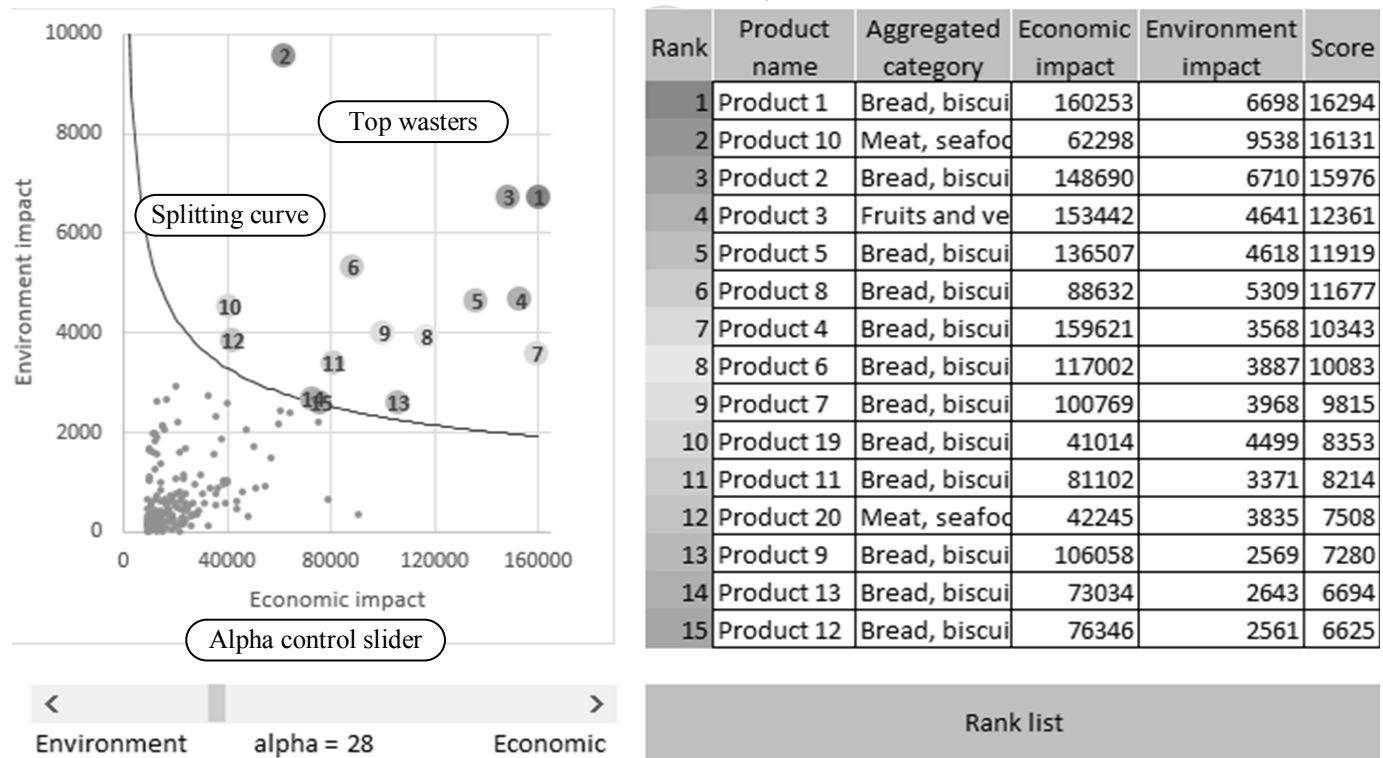 10000
8000
6000
4000
2000
0
Environment impact
0 40000 80000 120000 160000
Economic impact
Top wasters
Splitting curve
2
3 1
6
5 4
10
12
9 8
7
11
14 15
13
Alpha control slider
< >
Environment alpha = 28 Economic
Rank Product name Aggregated category Economic impact Environment impact Score
1 Product 1 Bread, biscui 160253 6698 16294
2 Product 10 Meat, seafoo 62298 9538 16131
3 Product 2 Bread, biscui 148690 6710 15976
4 Product 3 Fruits and ve 153442 4641 12361
5 Product 5 Bread, biscui 136507 4618 11919
6 Product 8 Bread, biscui 88632 5309 11677
7 Product 4 Bread, biscui 159621 3568 10343
8 Product 6 Bread, biscui 117002 3887 10083
9 Product 7 Bread, biscui 100769 3968 9815
10 Product 19 Bread, biscui 41014 4499 8353
11 Product 11 Bread, biscui 81102 3371 8214
12 Product 20 Meat, seafoo 42245 3835 7508
13 Product 9 Bread, biscui 106058 2569 7280
14 Product 13 Bread, biscui 73034 2643 6694
15 Product 12 Bread, biscui 76346 2561 6625
Rank list